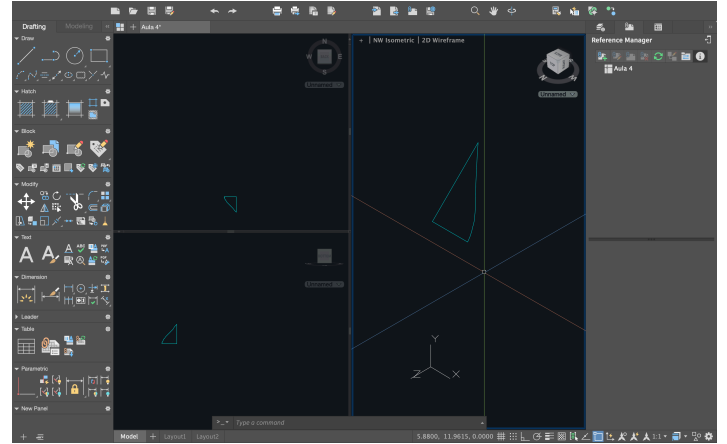 Drafting Modeling
Aula 4*
Draw
Hatch
Block
Modify
Text
Dimension
Leader
Table
Parametric
New Panel
N
W
S
Unnamed
Unnamed
+ | NW Isometric | 2D Wireframe
N
W
Unnamed
Y
Z X
Reference Manager
Aula 4
>_ Type a command
Model + Layout1 Layout2
5.8800, 11.9615, 0.0000
1:1